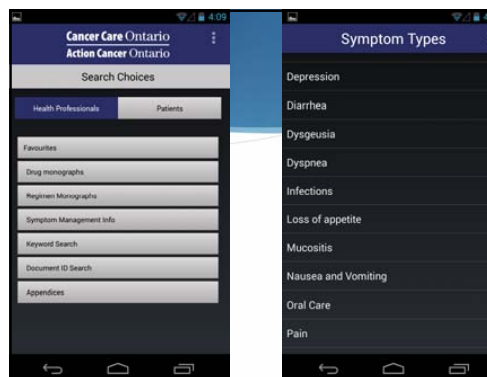 4:09
Cancer Care Ontario
Action Cancer Ontario
Search Choices
Health Professionals
Patients
Favourites
Drug monographs
Regimen Monographs
Symptom Management Info
Keyword Search
Document ID Search
Appendices
4
Symptom Types
Depression
Diarrhea
Dysgeusia
Dyspnea
Infections
Loss of appetite
Mucositis
Nausea and Vomiting
Oral Care
Pain